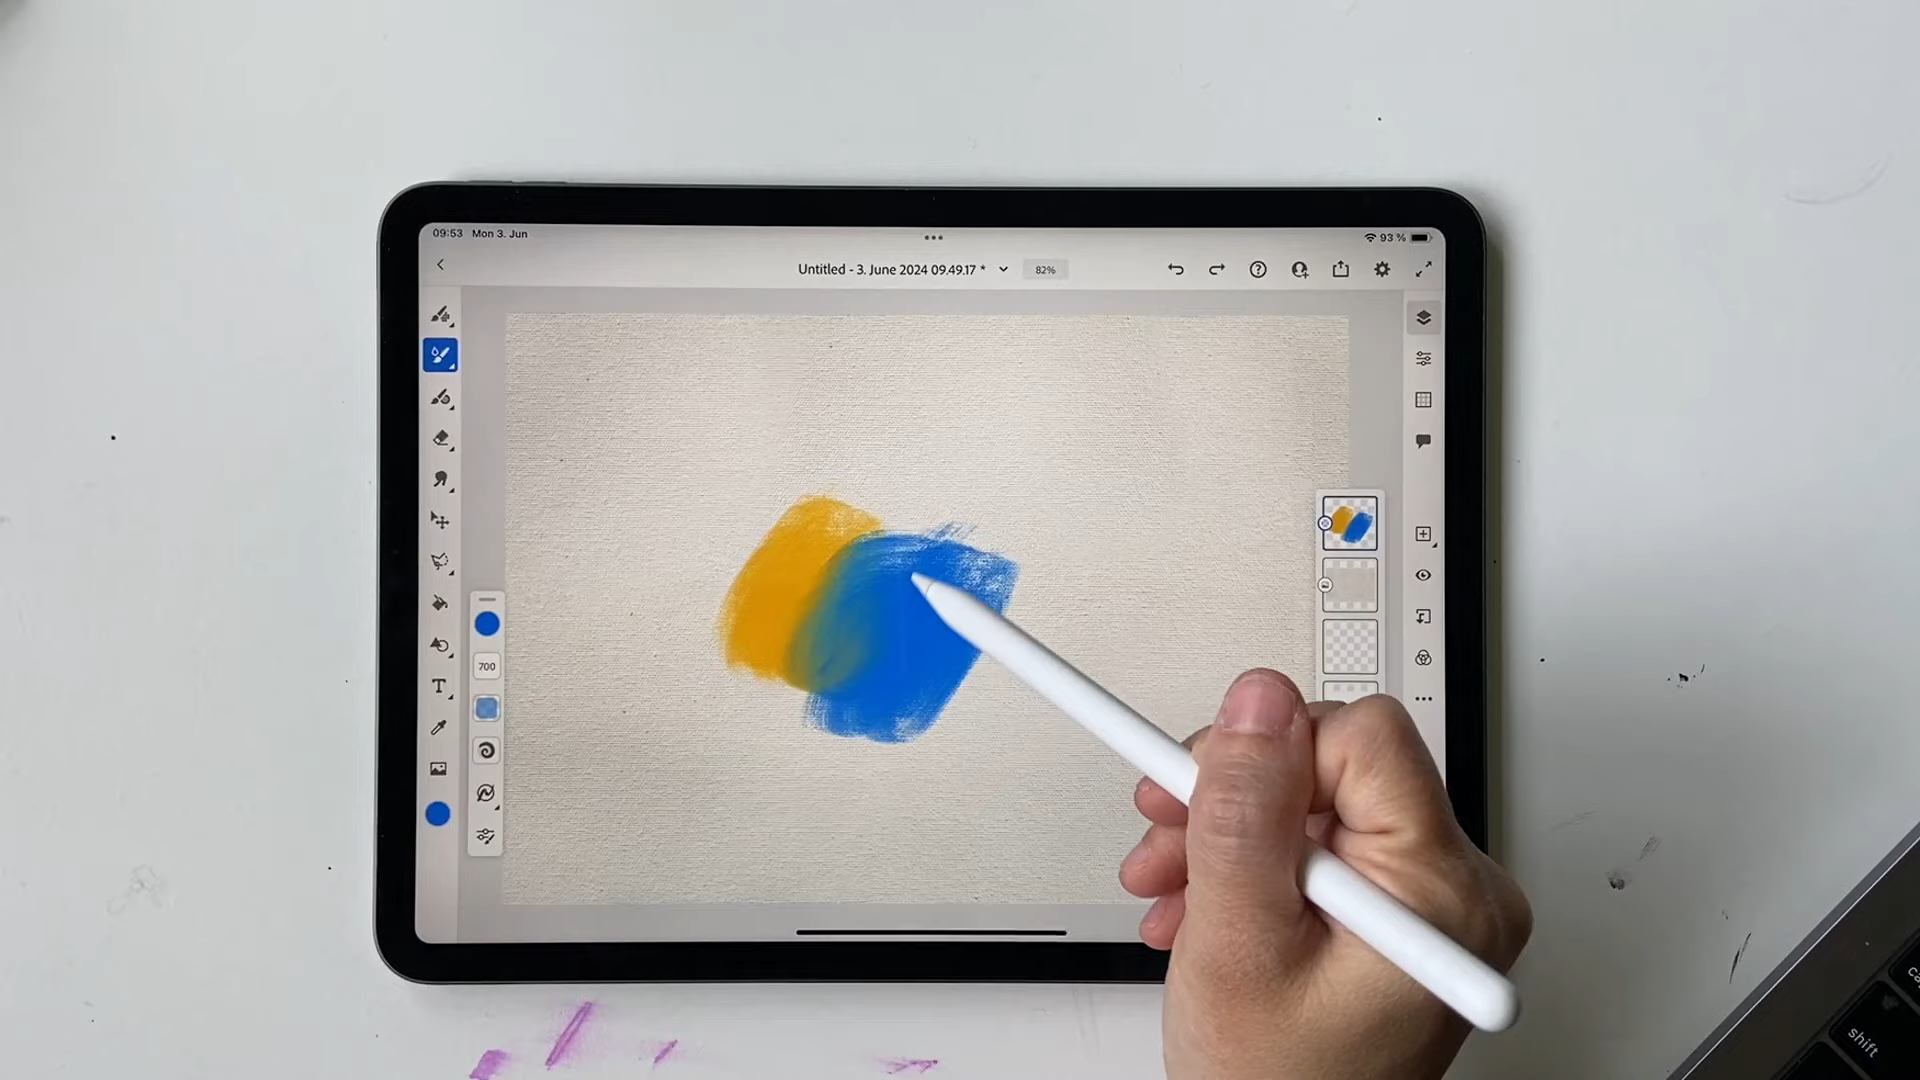 09:53 Mon 3. Jun
93 %
Untitled - 3. June 2024 09.49.17 *
82%
700
T
shift